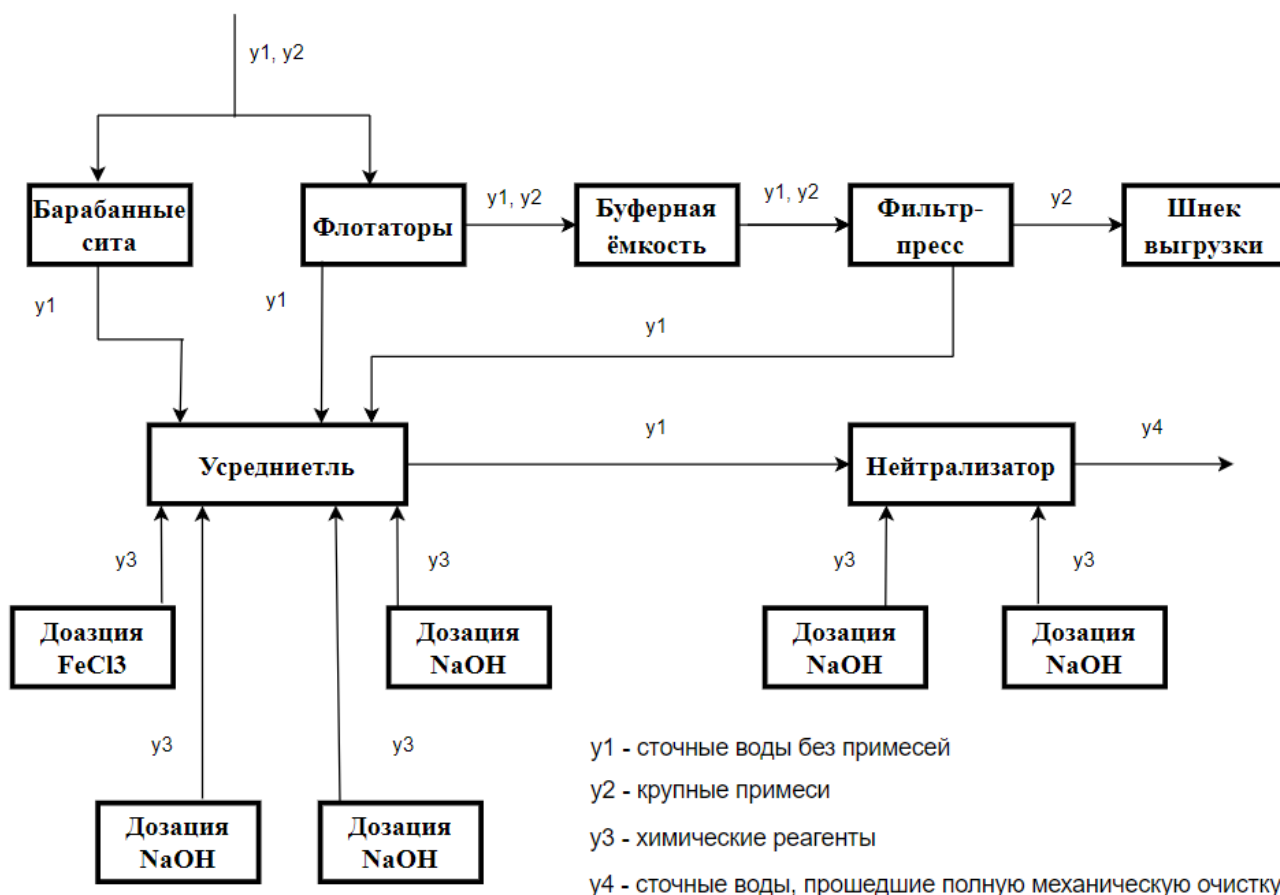 y1, y2
Барабанные
сита
Флотаторы
y1, y2
Буферная
ёмкость
y1, y2
Фильтр-
пресс
y2
Шнек
выгрузки
y1
y1
y1
Усредниетль
y1
Нейтрализатор
y4
y3
y3
y3
y3
Доазция
FeCl3
Дозация
NaOH
Дозация
NaOH
Дозация
NaOH
y3
y3
Дозация
NaOH
Дозация
NaOH
y1 - сточные воды без примесей
y2 - крупные примеси
y3 - химические реагенты
y4 - сточные воды, прошедшие полную механическую очистку